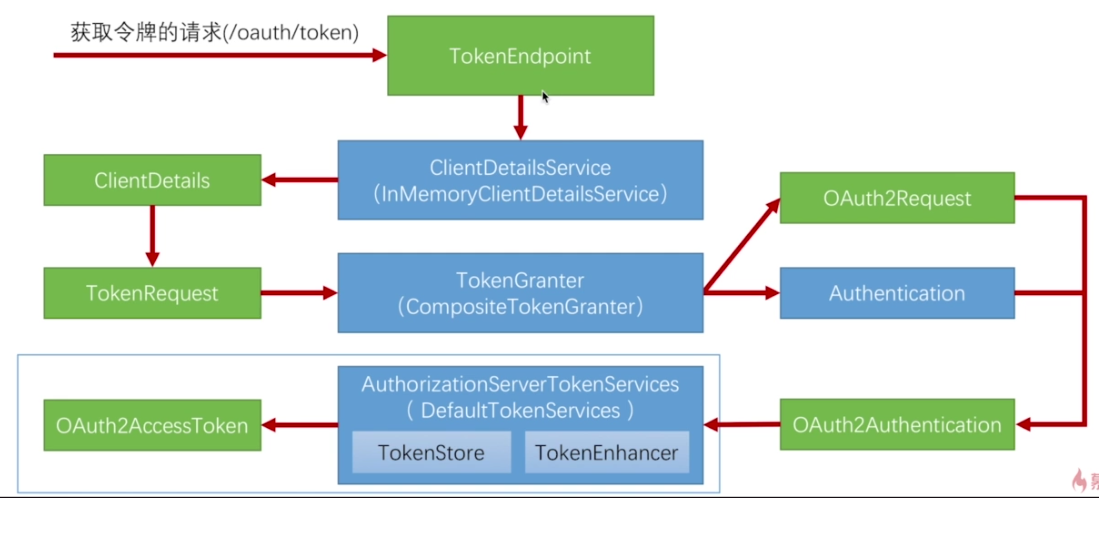 获取令牌的请求(/oauth/token)
TokenEndpoint
ClientDetails
ClientDetailsService
（InMemoryClientDetailsService）
OAuth2Request
TokenRequest
TokenGranter
（CompositeTokenGranter）
Authentication
AuthorizationServerTokenServices
（ DefaultTokenServices ）
OAuth2AccessToken
TokenStore
TokenEnhancer
OAuth2Authentication